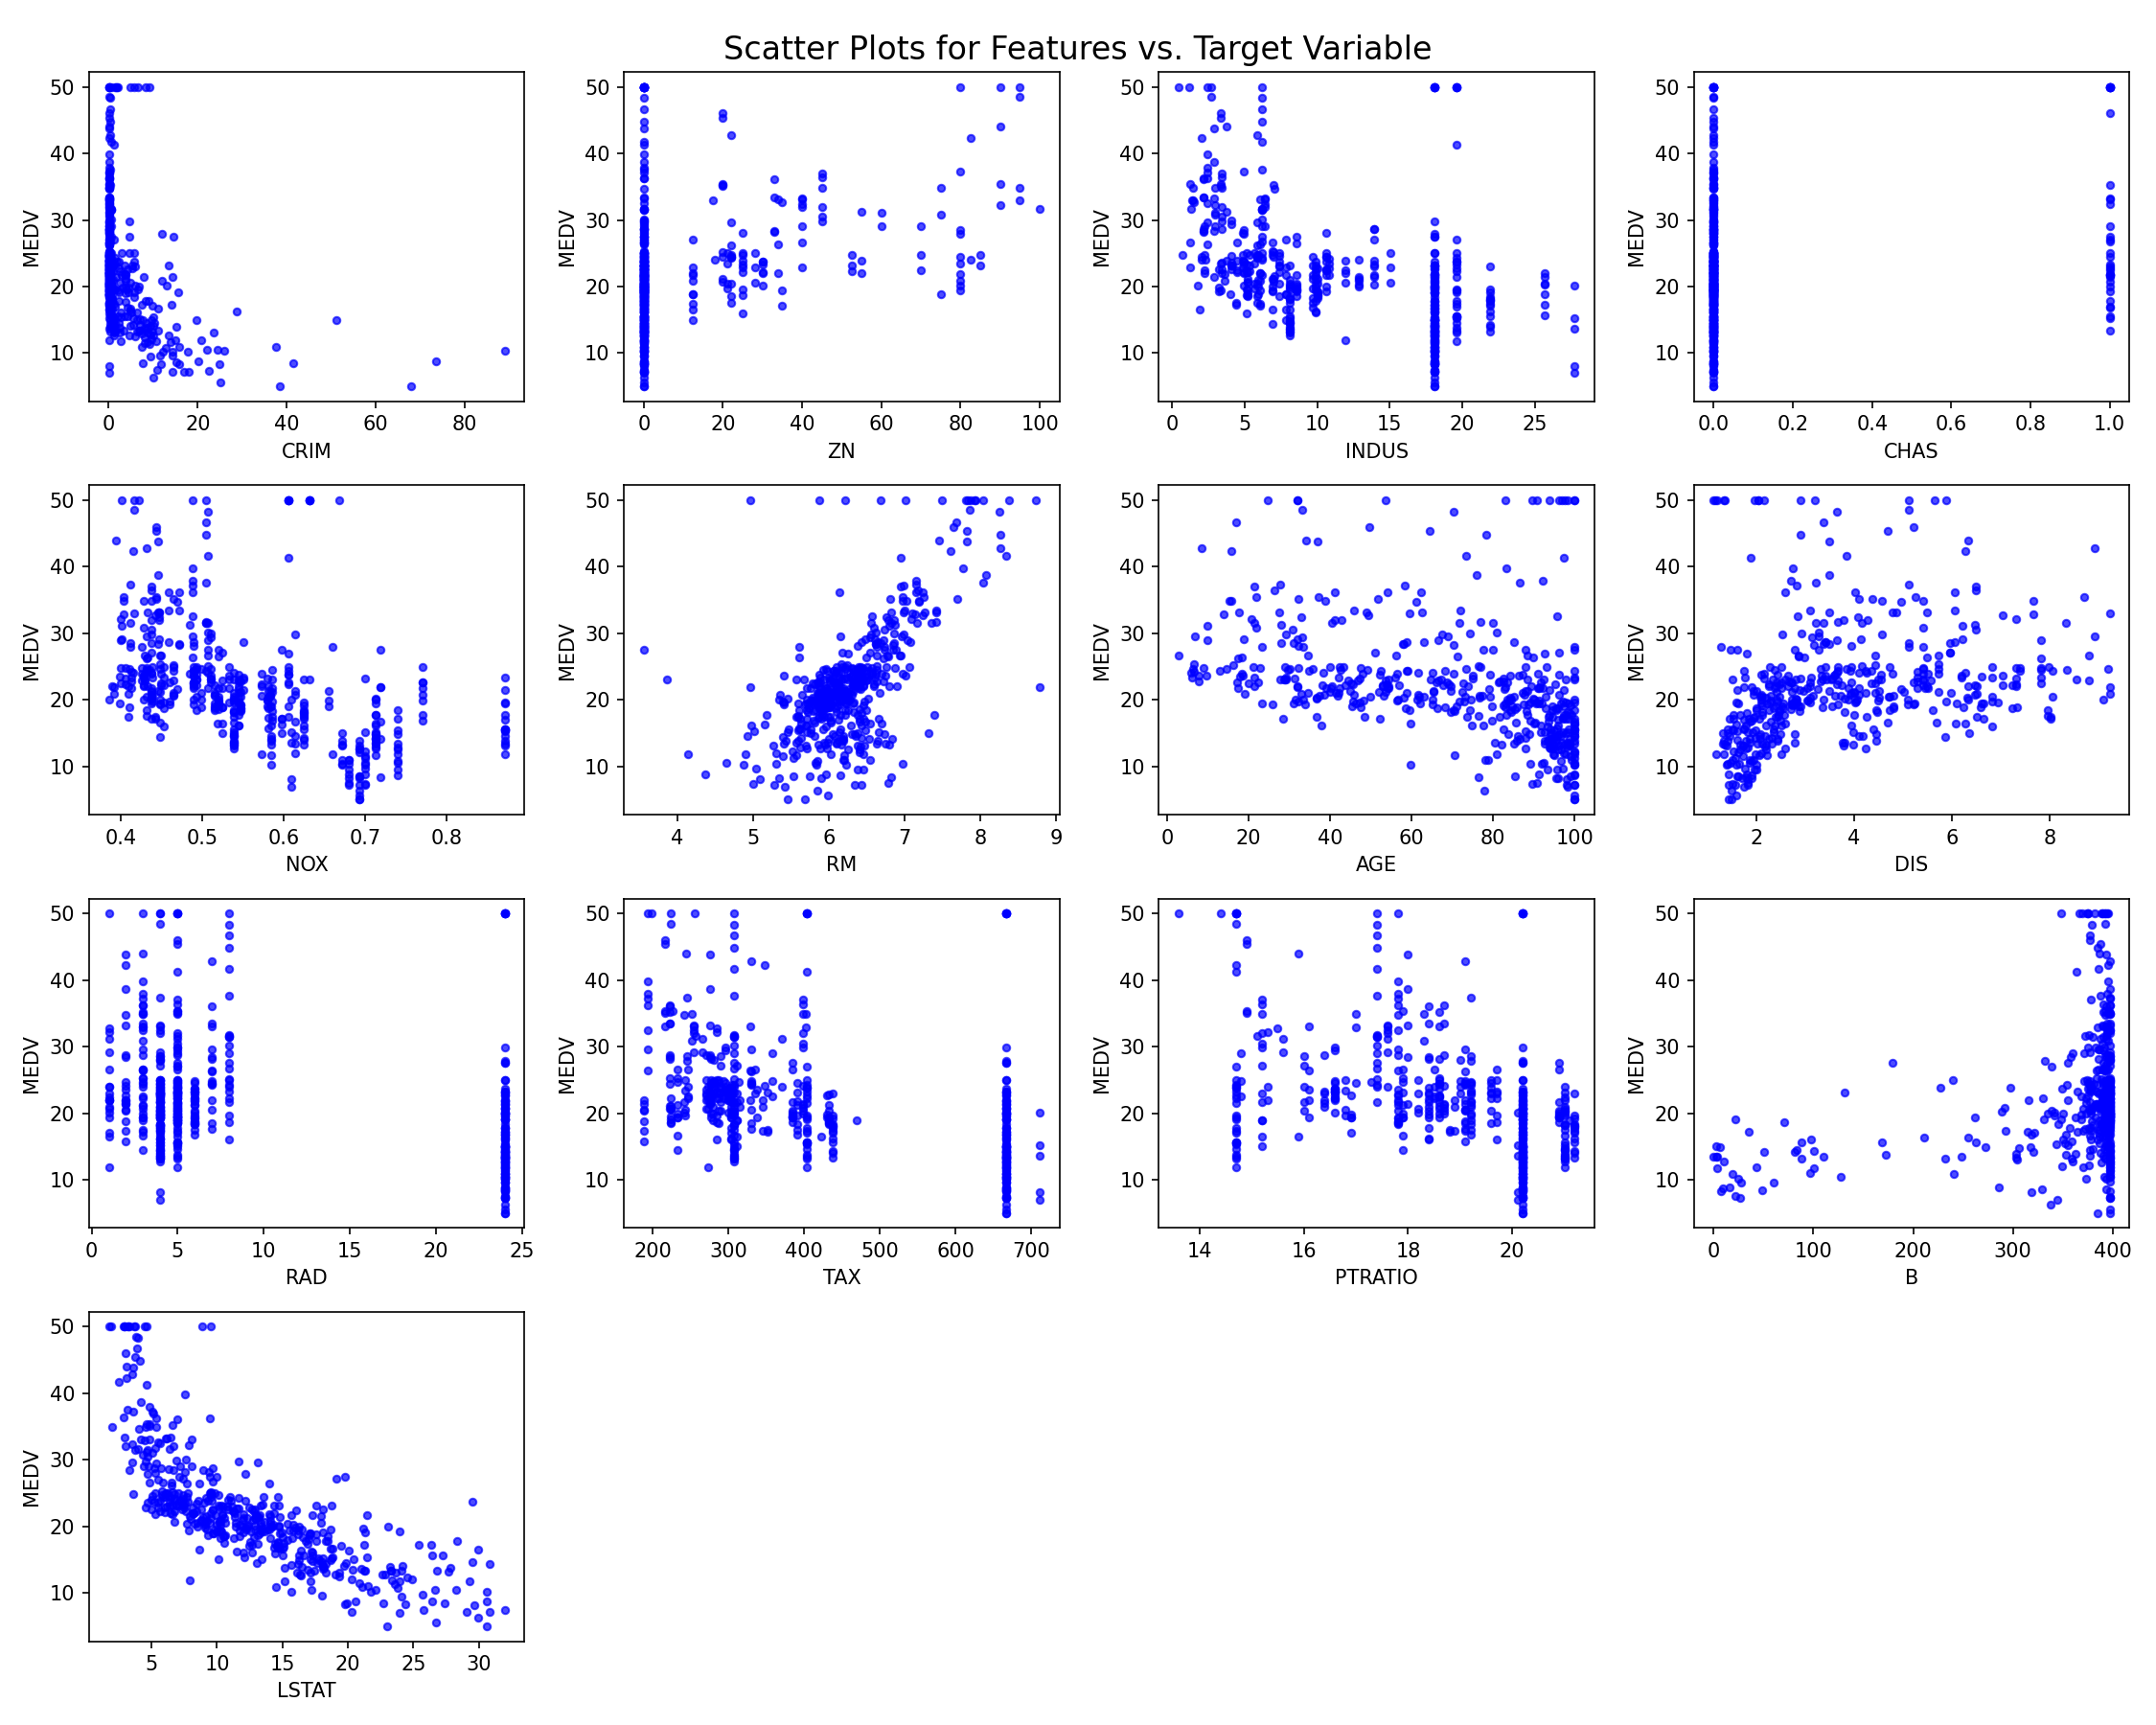 Scatter Plots for Features vs. Target Variable
50 40 30 20 10
MEDV
0 20 40 60 80
CRIM
50 40 30 20 10
MEDV
0 20 40 60 80 100
ZN
50 40 30 20 10
MEDV
0 5 10 15 20 25
INDUS
50 40 30 20 10
MEDV
0.0 0.2 0.4 0.6 0.8 1.0
CHAS
50 40 30 20 10
MEDV
0.4 0.5 0.6 0.7 0.8
NOX
50 40 30 20 10
MEDV
4 5 6 7 8 9
RM
50 40 30 20 10
MEDV
0 20 40 60 80 100
AGE
50 40 30 20 10
MEDV
2 4 6 8
DIS
50 40 30 20 10
MEDV
0 5 10 15 20 25
RAD
50 40 30 20 10
MEDV
200 300 400 500 600 700
TAX
50 40 30 20 10
MEDV
14 16 18 20
PTRATIO
50 40 30 20 10
MEDV
0 100 200 300 400
B
50 40 30 20 10
MEDV
5 10 15 20 25 30
LSTAT